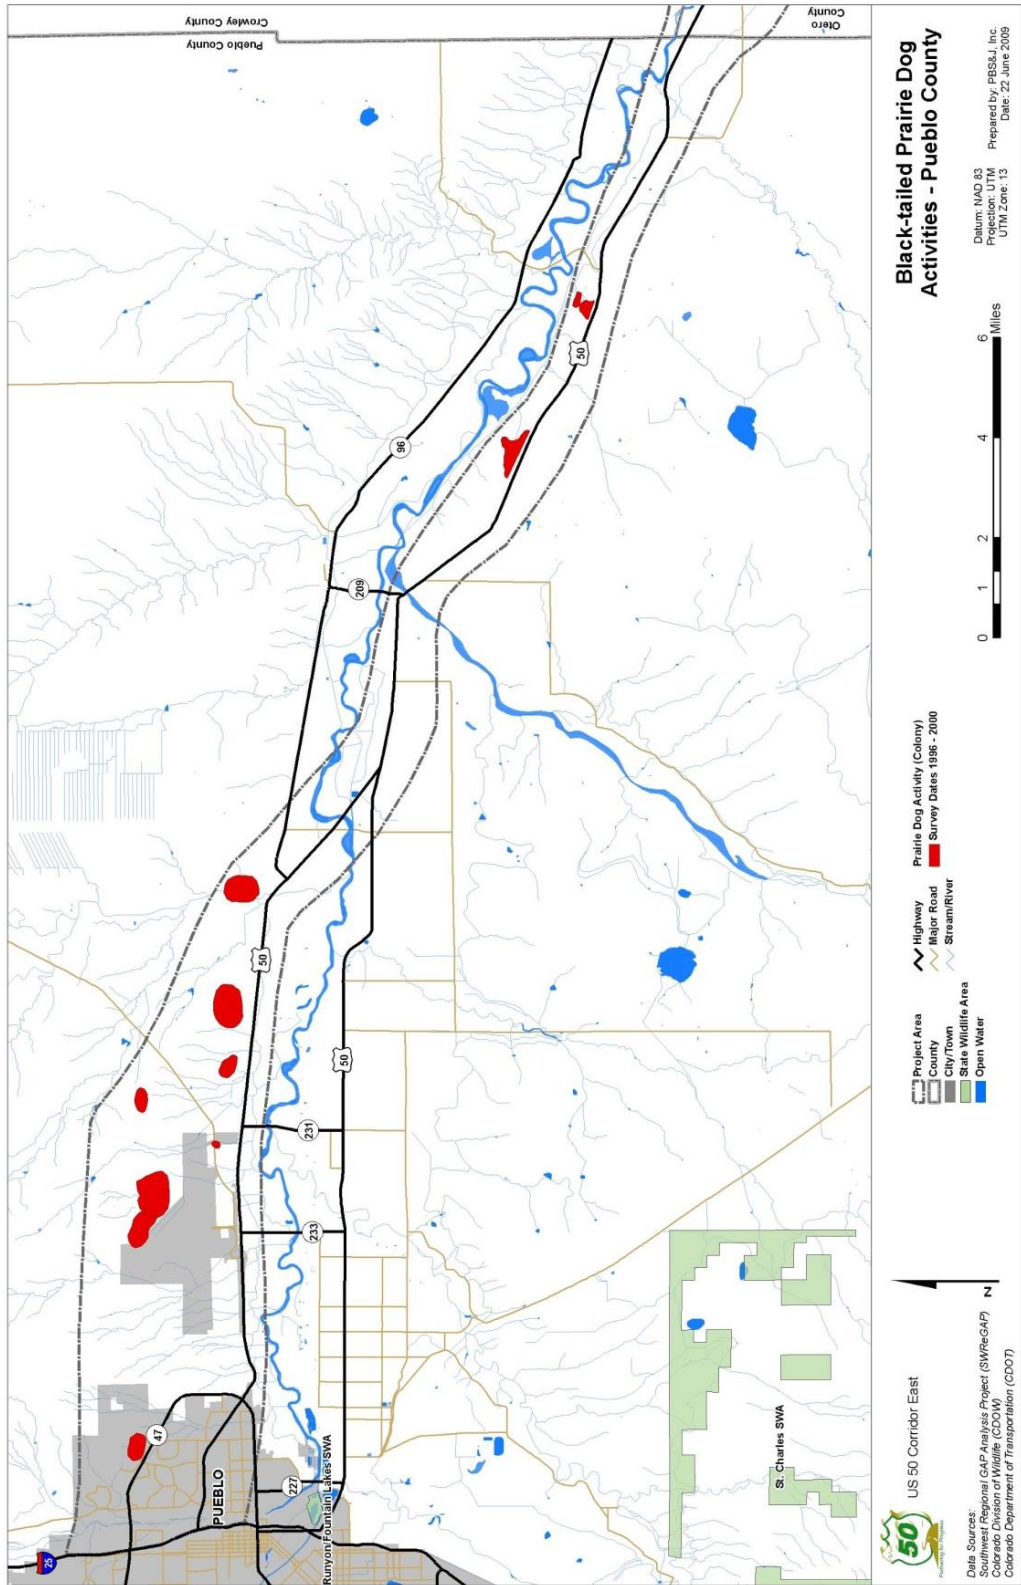 Pueblo County
Crowley County
Otero
County
96
209
50
50
231
50
233
47
PUEBLO
227
Runyon/Fountain Lakes SWA
25
St. Charles SWA
50
US 50 Corridor East
Data Sources:
Southwest Regional GAP Analysis Project (SWReGAP)
Colorado Division of Wildlife (CDOW)
Colorado Department of Transportation (CDOT)
N
Project Area
County
City/Town
State Wildlife Area
Open Water
Highway
Major Road
Stream/River
Prairie Dog Activity (Colony)
Survey Dates 1996 - 2000
0 1 2 4 6
Miles
Black-tailed Prairie Dog
Activities - Pueblo County
Datum: NAD 83
Projection: UTM
UTM Zone: 13
Prepared by: PBS&J, Inc.
Date: 22 June 2009